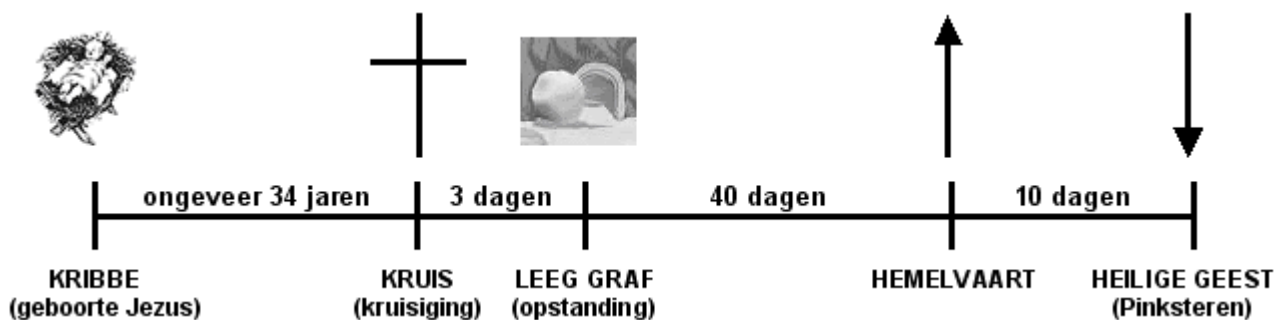 ongeveer 34 jaren 3 dagen 40 dagen 10 dagen
KRIBBE
(geboorte Jezus)
KRUIS
(kruisiging)
LEEG GRAF
(opstanding)
HEMELVAART
HEILIGE GEEST
(Pinksteren)